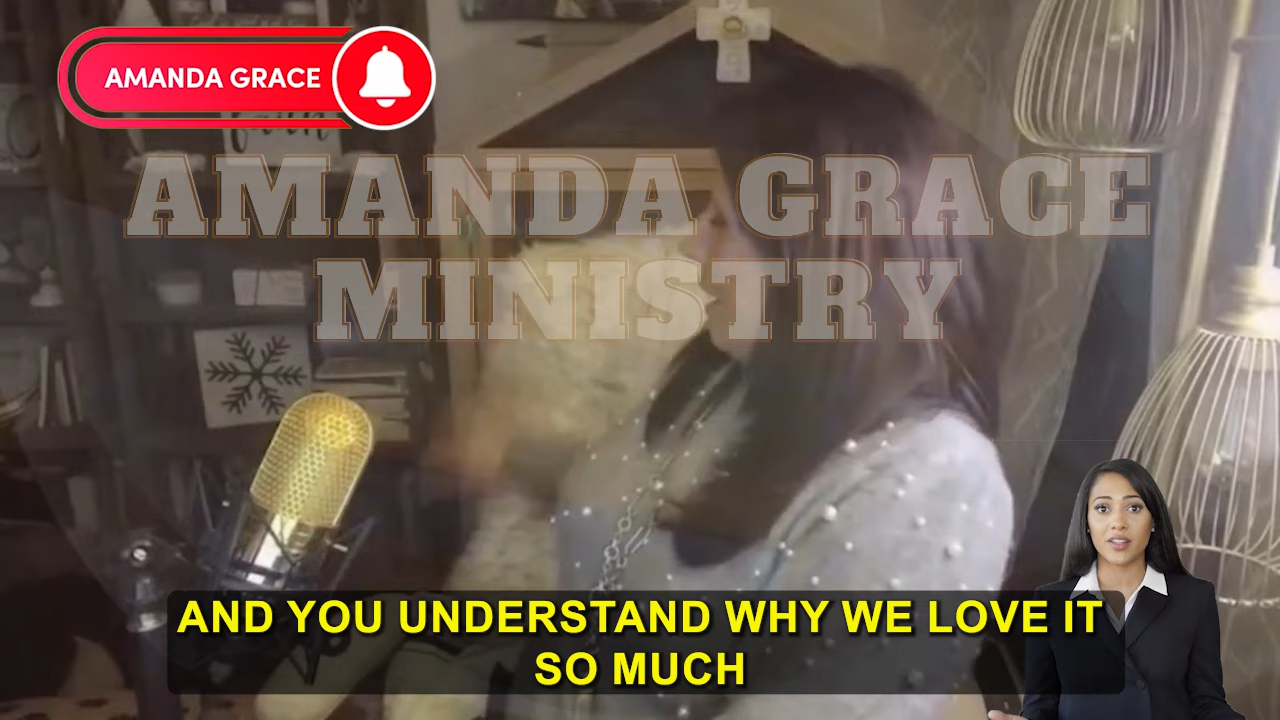 AMANDA GRACE
AMANDA GRACE
MINISTRY
AND YOU UNDERSTAND WHY WE LOVE IT
SO MUCH